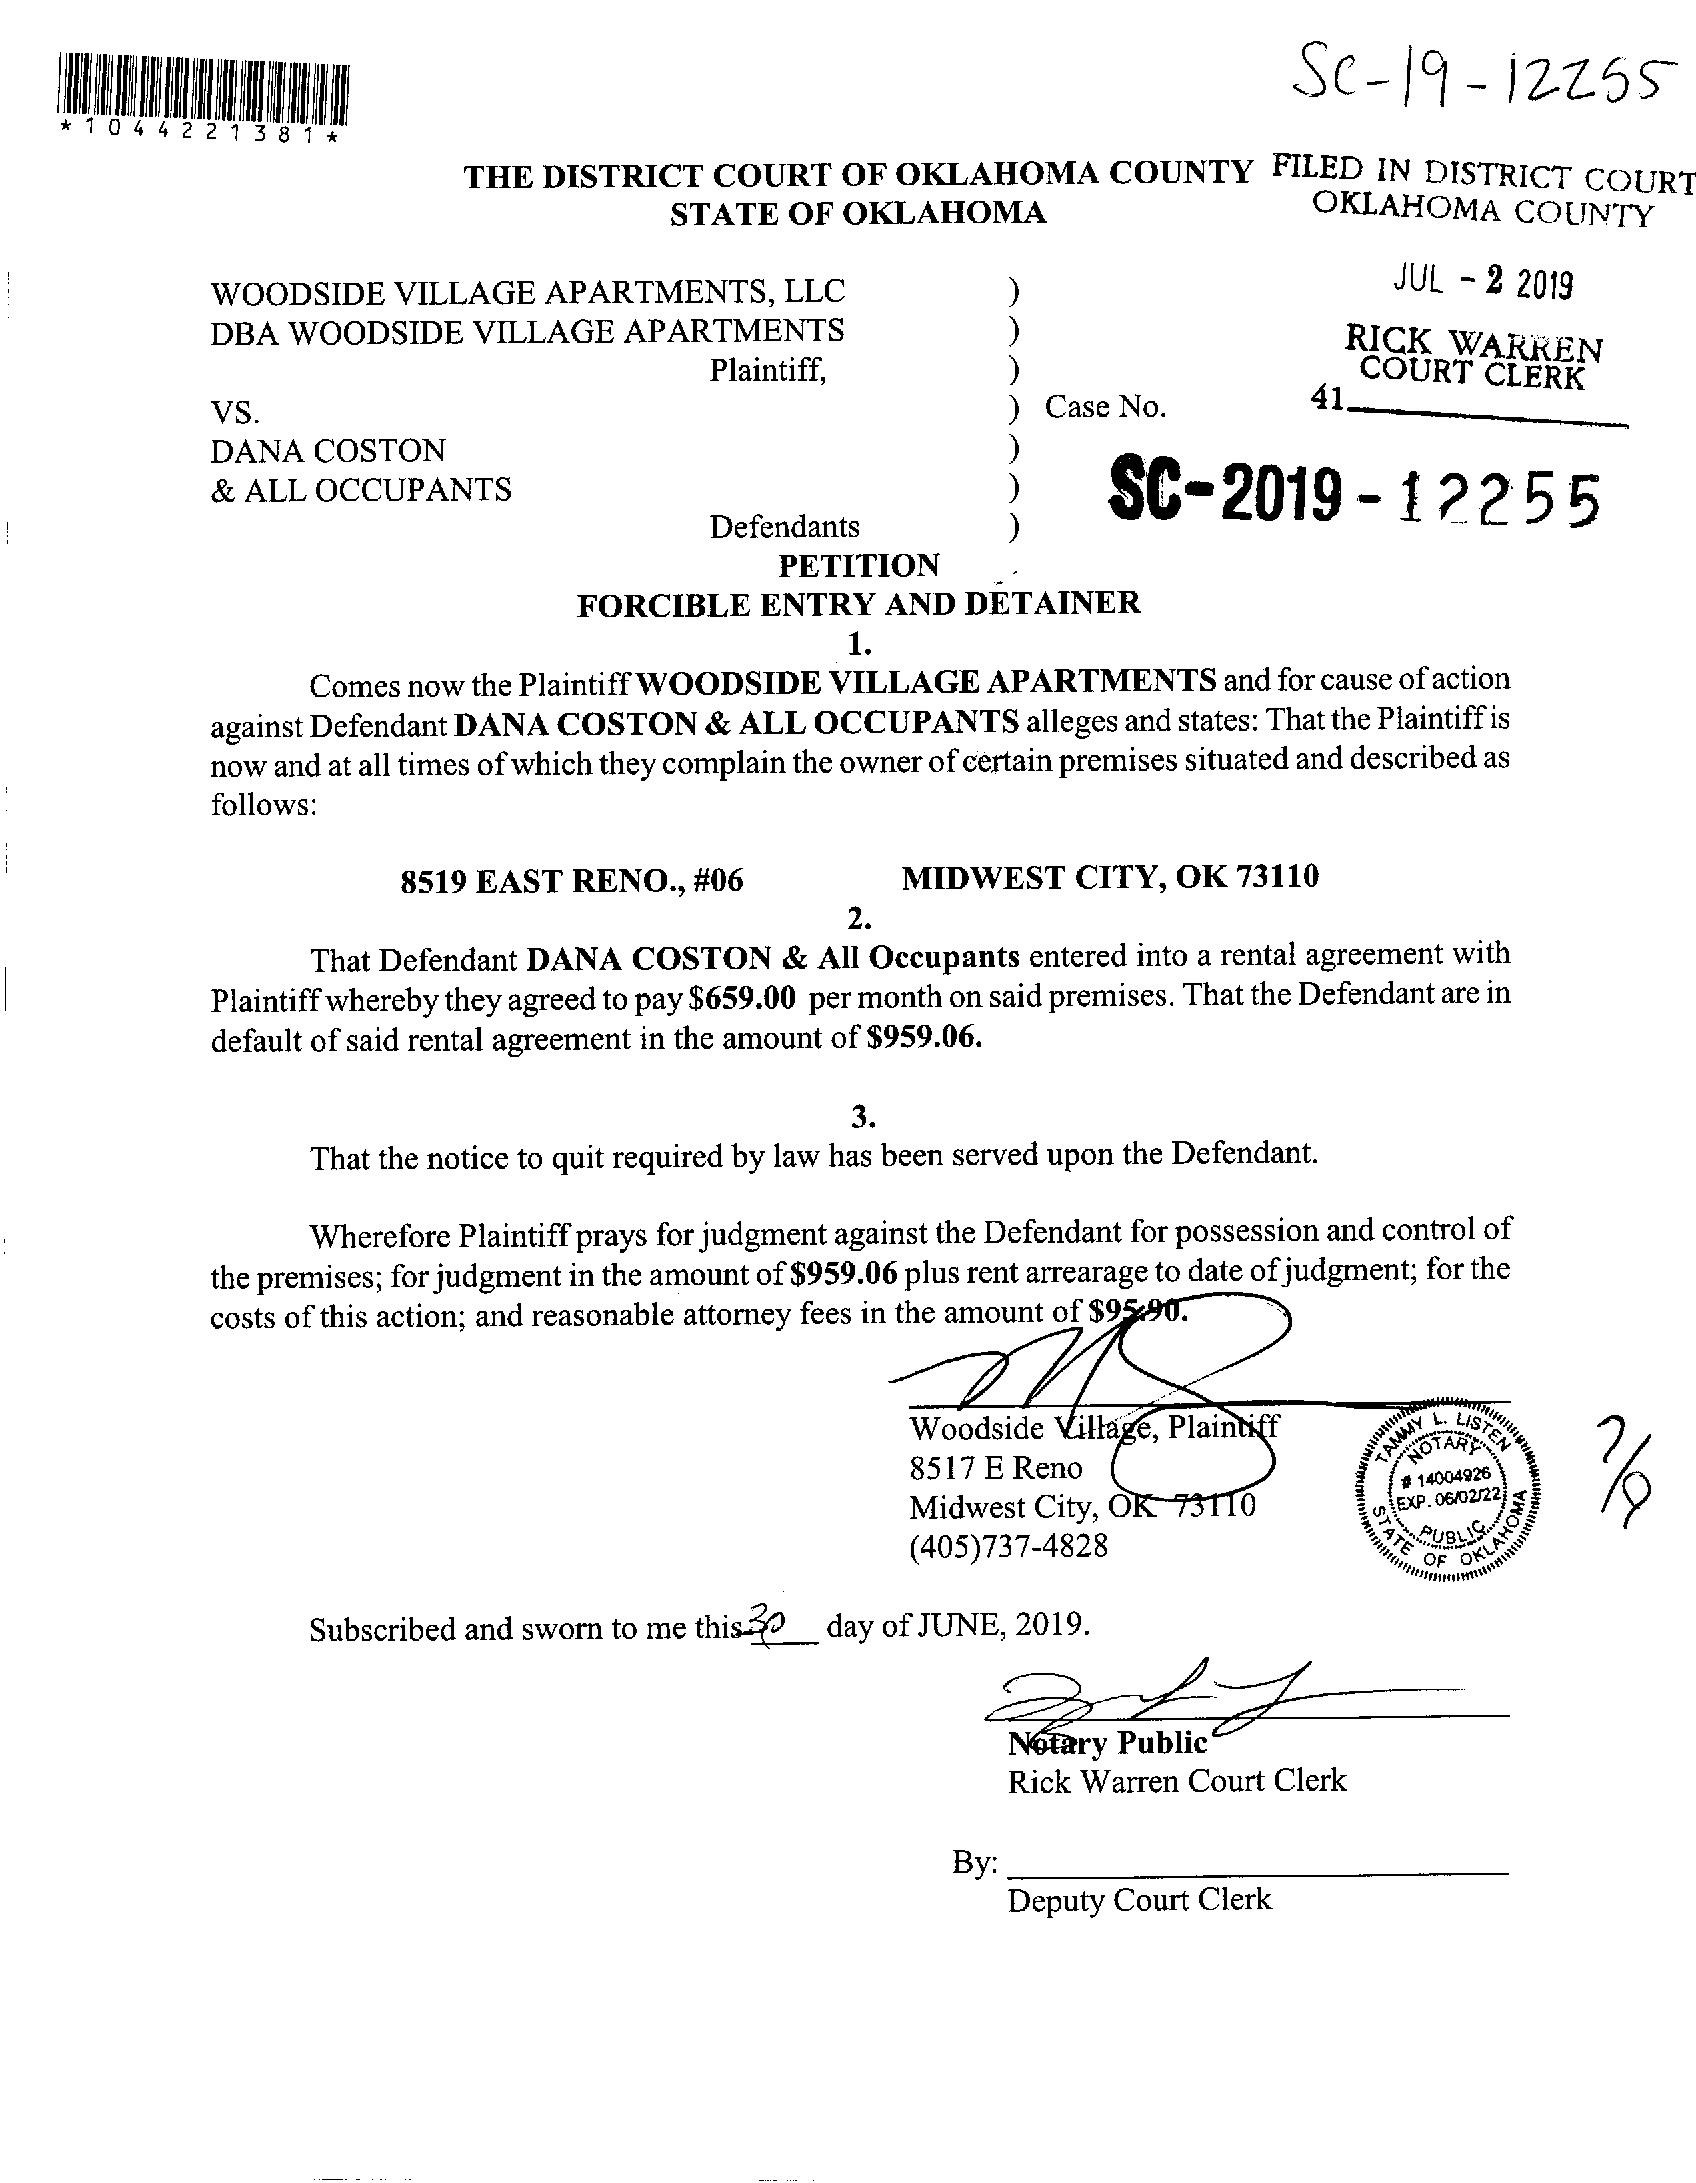 SC-19-12255
*1044221381*
THE DISTRICT COURT OF OKLAHOMA COUNTY
STATE OF OKLAHOMA
FILED IN DISTRICT COURT
OKLAHOMA COUNTY
JUL - 2 2019
RICK WARREN
COURT CLERK
41
WOODSIDE VILLAGE APARTMENTS, LLC )
DBA WOODSIDE VILLAGE APARTMENTS )
Plaintiff, )
VS. ) Case No.
DANA COSTON )
& ALL OCCUPANTS )
SC-2019-12255
Defendants )
PETITION
FORCIBLE ENTRY AND DETAINER
1.
Comes now the Plaintiff WOODSIDE VILLAGE APARTMENTS and for cause of action
against Defendant DANA COSTON & ALL OCCUPANTS alleges and states: That the Plaintiff is
now and at all times of which they complain the owner of certain premises situated and described as
follows:
8519 EAST RENO., #06 MIDWEST CITY, OK 73110
2.
That Defendant DANA COSTON & All Occupants entered into a rental agreement with
Plaintiff whereby they agreed to pay $659.00 per month on said premises. That the Defendant are in
default of said rental agreement in the amount of $959.06.
3.
That the notice to quit required by law has been served upon the Defendant.
Wherefore Plaintiff prays for judgment against the Defendant for possession and control of
the premises; for judgment in the amount of $959.06 plus rent arrearage to date of judgment; for the
costs of this action; and reasonable attorney fees in the amount of $95.90.
Woodside Village, Plaintiff
8517 E Reno
Midwest City, OK 73110
(405)737-4828
TAMMY L. LISTEN
NOTARY
# 14004926
EXP. 06/02/22
PUBLIC
STATE OF OKLAHOMA
Subscribed and sworn to me this 30 day of JUNE, 2019.
Notary Public
Rick Warren Court Clerk
By:
Deputy Court Clerk